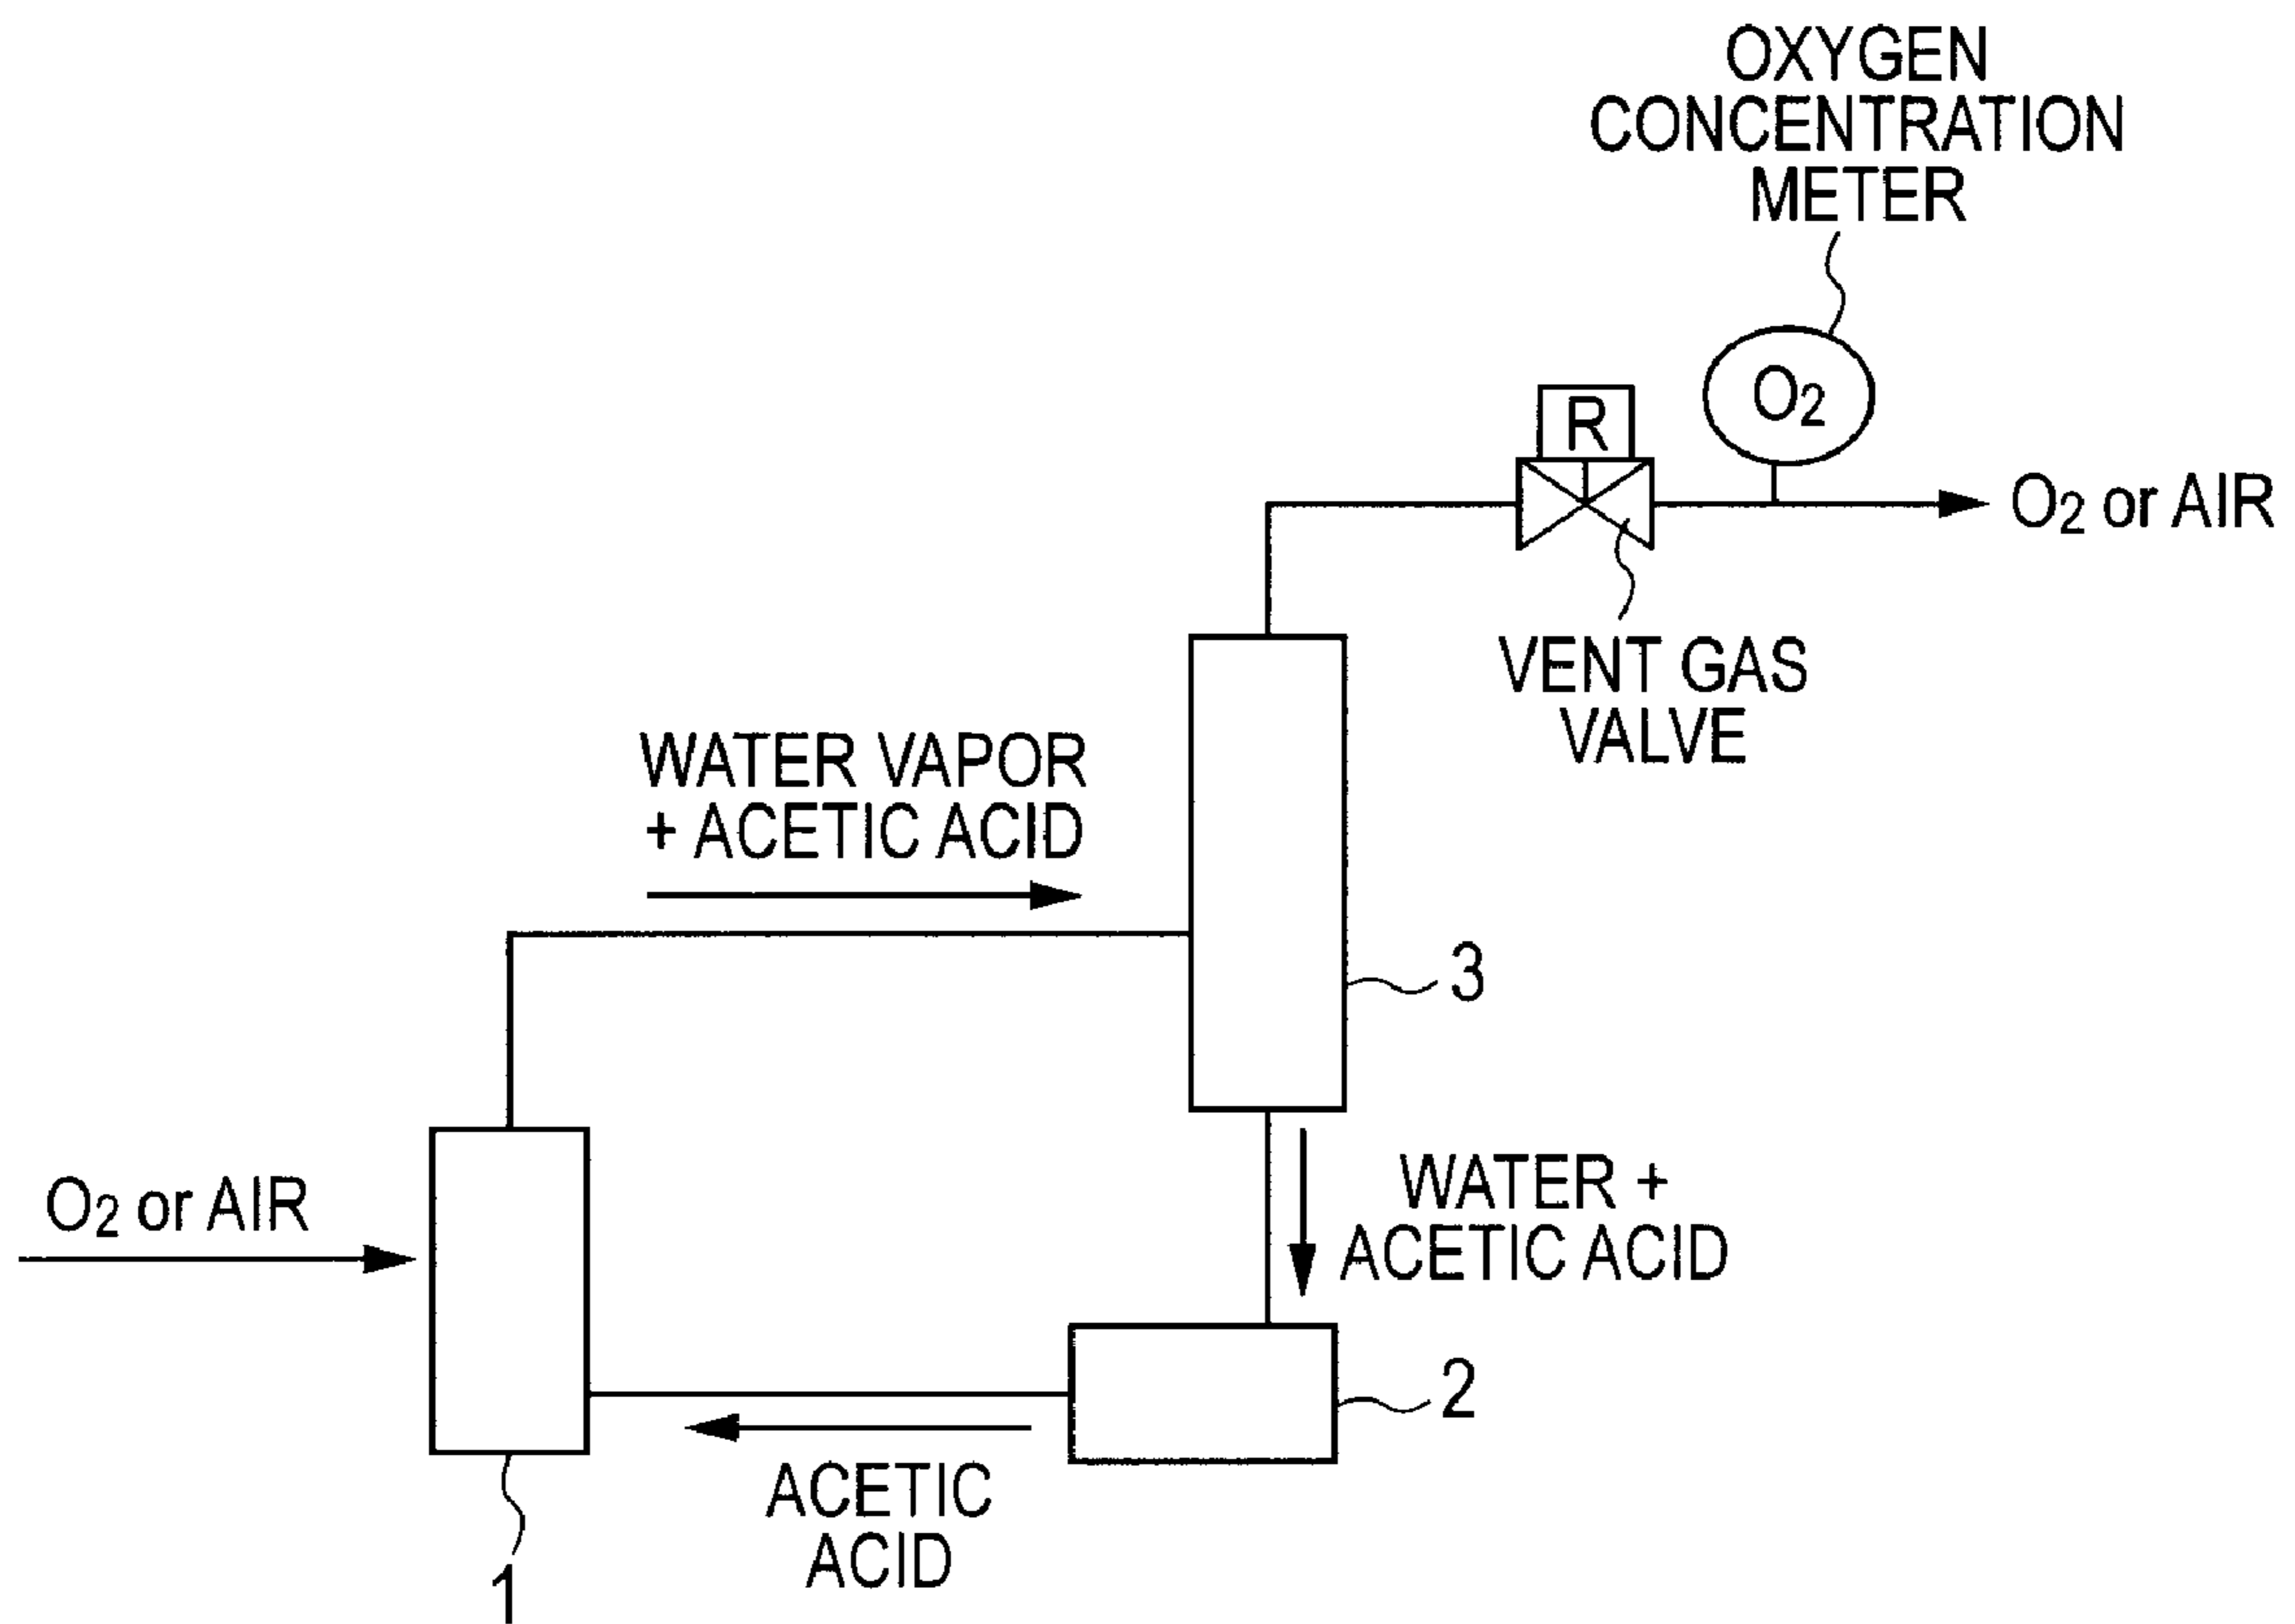 OXYGEN
CONCENTRATION
METER
O₂
R
O₂ or AIR
VENT GAS
VALVE
WATER VAPOR
+ ACETIC ACID
3
WATER +
ACETIC ACID
O₂ or AIR
2
ACETIC
ACID
1